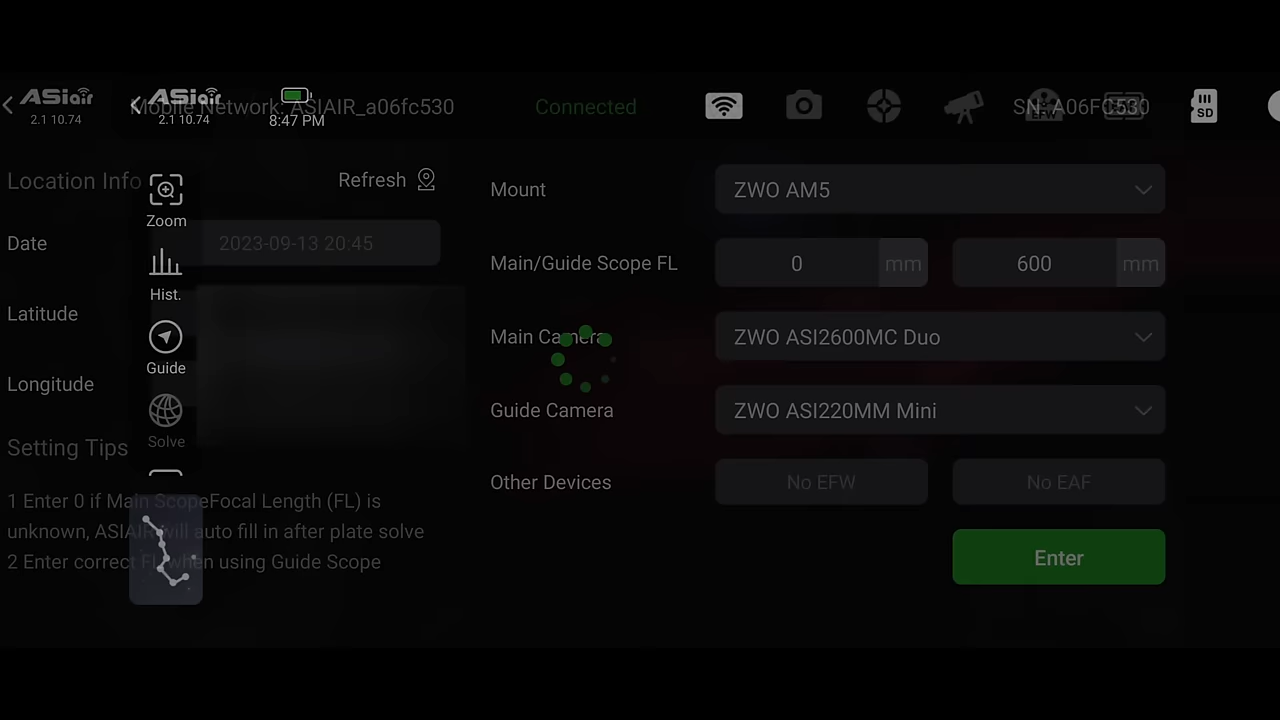 ASIair
2.1 10.74
ASIair
2.1 10.74
8:47 PM
Mobile Network: ASIAIR_a06fc530
Connected
SN: A06FC530
EFW
SD
Location Info
Refresh
Date
2023-09-13 20:45
Latitude
Longitude
Zoom
Hist.
Guide
Solve
Setting Tips
1 Enter 0 if Main ScopeFocal Length (FL) is
unknown, ASIAIR will auto fill in after plate solve
2 Enter correct FL when using Guide Scope
Mount
ZWO AM5
Main/Guide Scope FL
0 mm
600 mm
Main Camera
ZWO ASI2600MC Duo
Guide Camera
ZWO ASI220MM Mini
Other Devices
No EFW
No EAF
Enter